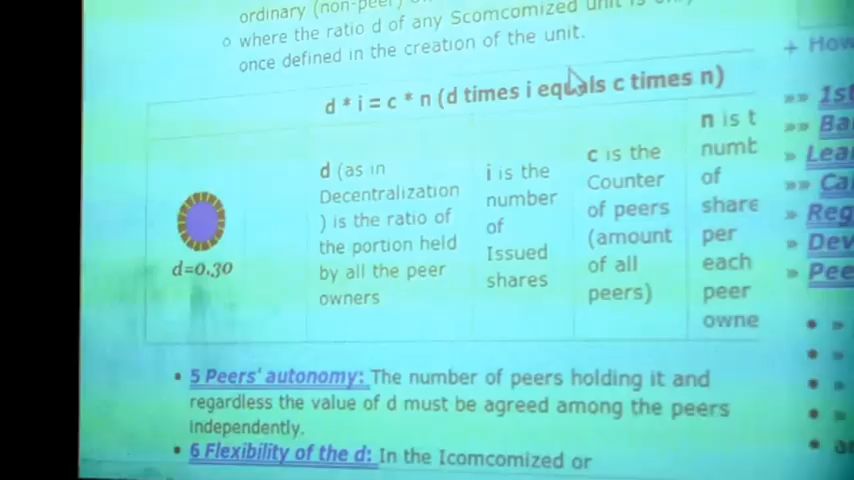 ordinary (non-peer)
o where the ratio d of any Scomcomized unit is
once defined in the creation of the unit.
d * i = c * n (d times i equals c times n)
d=0.30
d (as in
Decentralization
) is the ratio of
the portion held
by all the peer
owners
i is the
number
of
Issued
shares
c is the
Counter
of peers
(amount
of all
peers)
n is t
numb
of
share
per
each
peer
owne
• 5 Peers' autonomy: The number of peers holding it and
regardless the value of d must be agreed among the peers
independently.
• 6 Flexibility of the d: In the Icomcomized or
+ How
»» 1st
»» Ba
» Lea
»» Ca
» Reg
» Dev
» Pee
• »
• »
• »
• »
• an